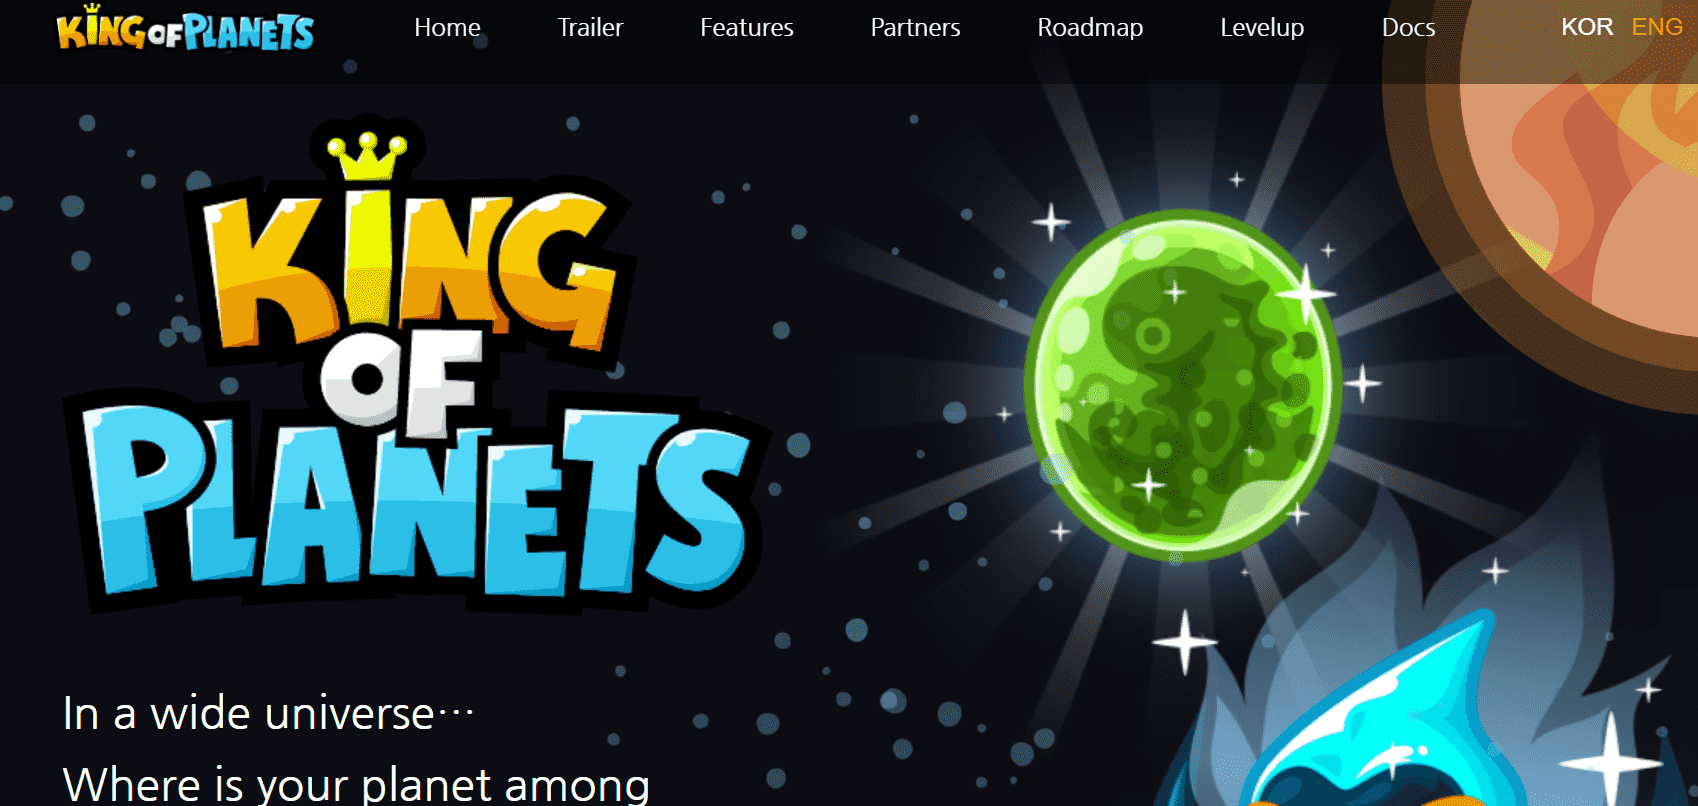 KING OF PLANETS Home Trailer Features Partners Roadmap Levelup Docs KOR ENG
KING
OF
PLANETS
In a wide universe···
Where is your planet among